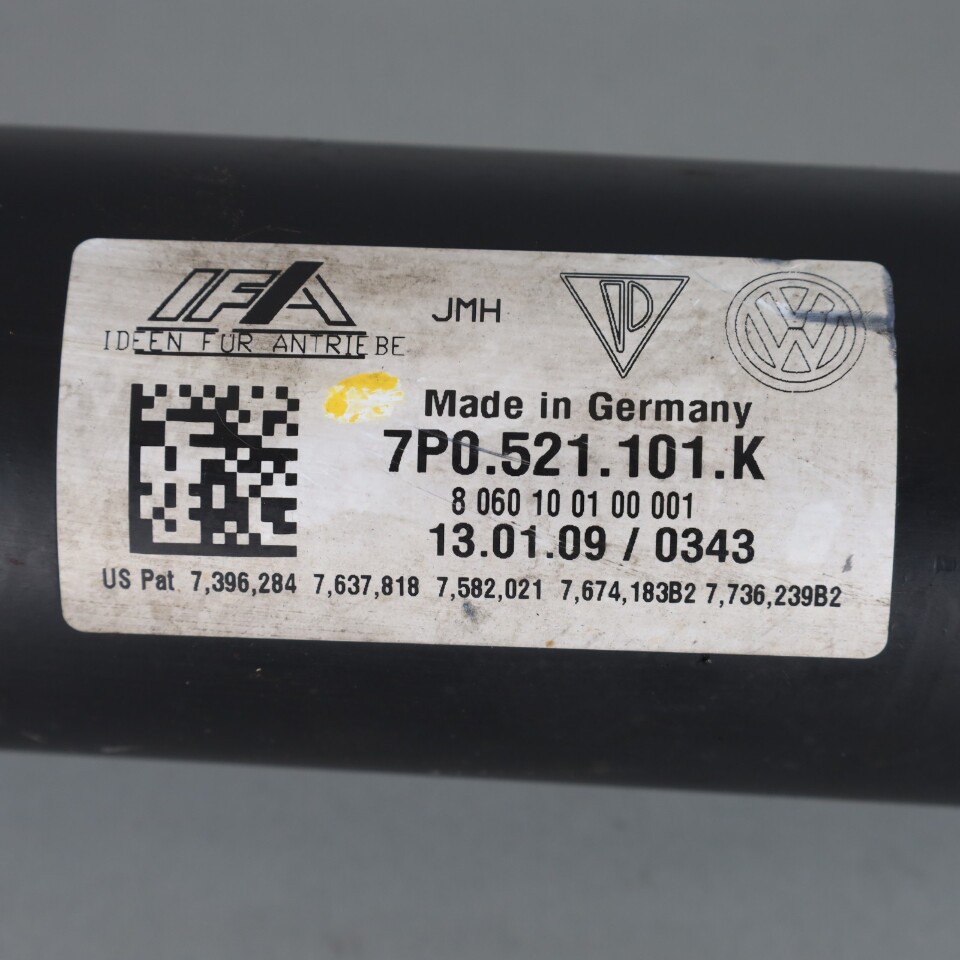 IFA
IDEEN FÜR ANTRIEBE
JMH
Made in Germany
7P0.521.101.K
8 060 10 01 00 001
13.01.09 / 0343
US Pat 7,396,284 7,637,818 7,582,021 7,674,183B2 7,736,239B2